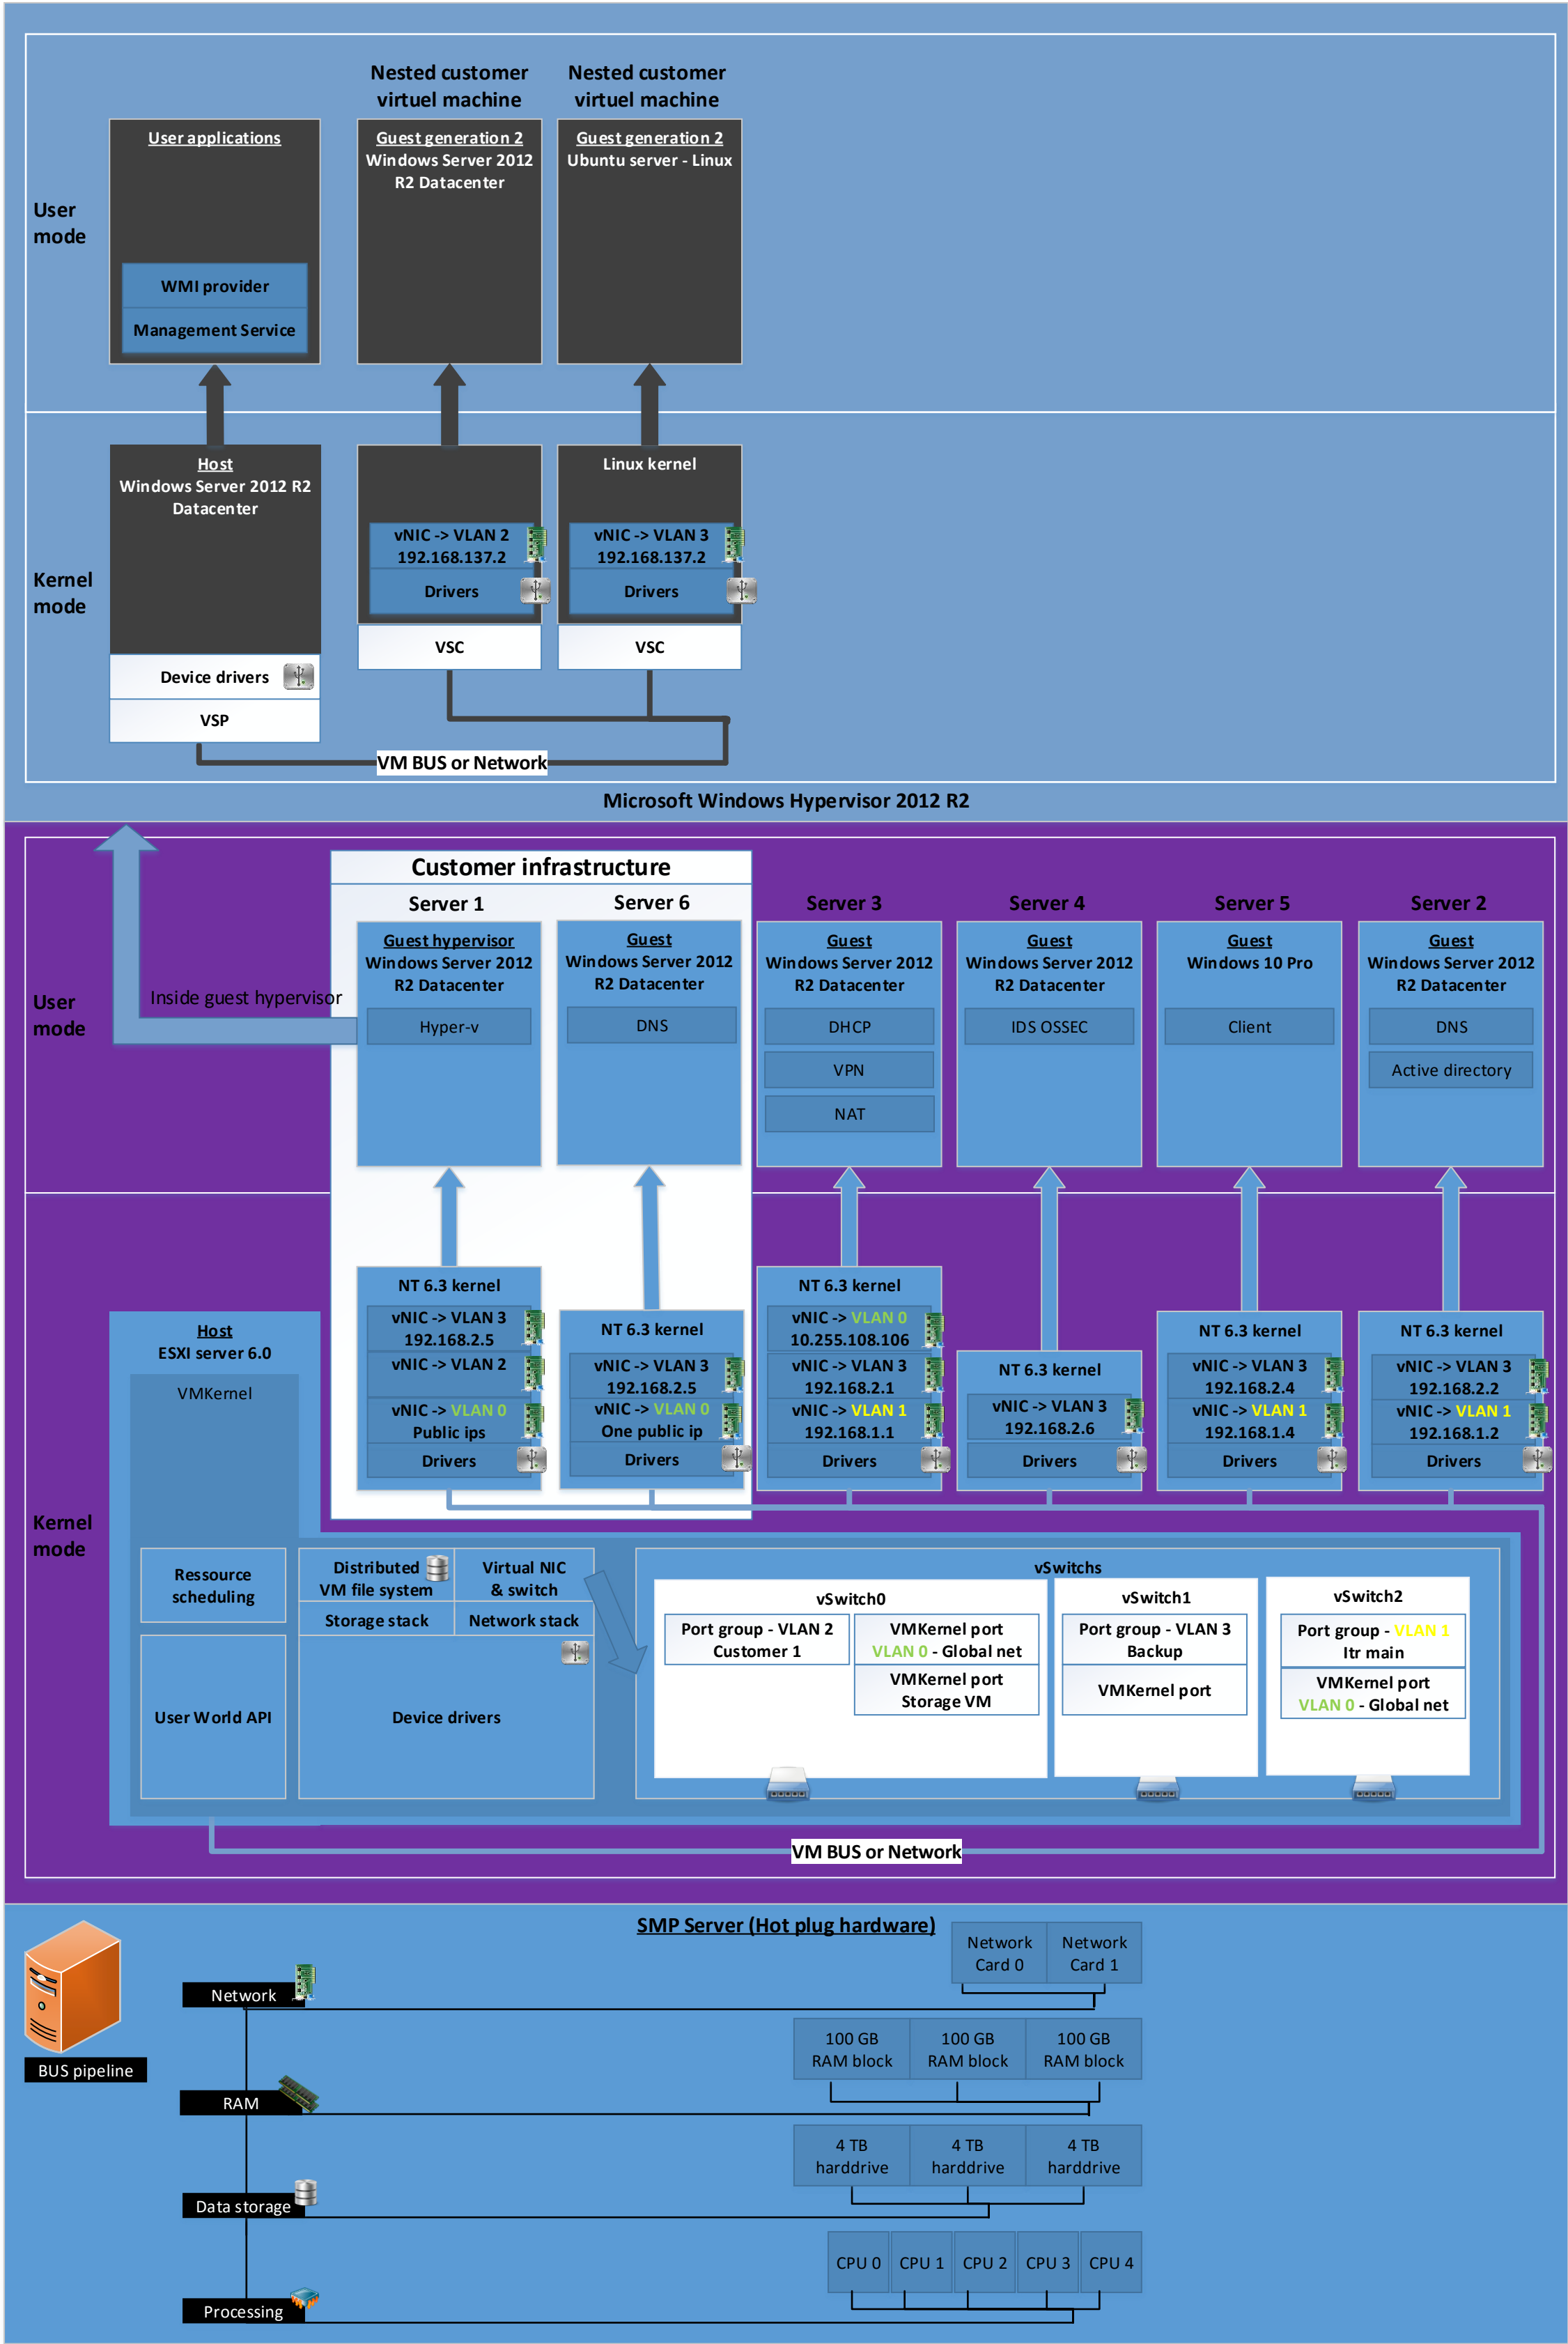 Nested customer
virtuel machine
Nested customer
virtuel machine
User
mode
User applications
WMI provider
Management Service
Guest generation 2
Windows Server 2012
R2 Datacenter
Guest generation 2
Ubuntu server - Linux
Kernel
mode
Host
Windows Server 2012 R2
Datacenter
Device drivers
VSP
vNIC -> VLAN 2
192.168.137.2
Drivers
VSC
Linux kernel
vNIC -> VLAN 3
192.168.137.2
Drivers
VSC
VM BUS or Network
Microsoft Windows Hypervisor 2012 R2
Customer infrastructure
User
mode
Inside guest hypervisor
Server 1
Guest hypervisor
Windows Server 2012
R2 Datacenter
Hyper-v
Server 6
Guest
Windows Server 2012
R2 Datacenter
DNS
Server 3
Guest
Windows Server 2012
R2 Datacenter
DHCP
VPN
NAT
Server 4
Guest
Windows Server 2012
R2 Datacenter
IDS OSSEC
Server 5
Guest
Windows 10 Pro
Client
Server 2
Guest
Windows Server 2012
R2 Datacenter
DNS
Active directory
Kernel
mode
NT 6.3 kernel
vNIC -> VLAN 3
192.168.2.5
vNIC -> VLAN 2
vNIC -> VLAN 0
Public ips
Drivers
NT 6.3 kernel
vNIC -> VLAN 3
192.168.2.5
vNIC -> VLAN 0
One public ip
Drivers
NT 6.3 kernel
vNIC -> VLAN 0
10.255.108.106
vNIC -> VLAN 3
192.168.2.1
vNIC -> VLAN 1
192.168.1.1
Drivers
NT 6.3 kernel
vNIC -> VLAN 3
192.168.2.6
Drivers
NT 6.3 kernel
vNIC -> VLAN 3
192.168.2.4
vNIC -> VLAN 1
192.168.1.4
Drivers
NT 6.3 kernel
vNIC -> VLAN 3
192.168.2.2
vNIC -> VLAN 1
192.168.1.2
Drivers
Host
ESXI server 6.0
VMKernel
Ressource
scheduling
User World API
Distributed
VM file system
Virtual NIC
& switch
Storage stack
Network stack
Device drivers
vSwitchs
vSwitch0
Port group - VLAN 2
Customer 1
VMKernel port
VLAN 0 - Global net
VMKernel port
Storage VM
vSwitch1
Port group - VLAN 3
Backup
VMKernel port
vSwitch2
Port group - VLAN 1
Itr main
VMKernel port
VLAN 0 - Global net
VM BUS or Network
SMP Server (Hot plug hardware)
BUS pipeline
Network
Network
Card 0
Network
Card 1
RAM
100 GB
RAM block
100 GB
RAM block
100 GB
RAM block
Data storage
4 TB
harddrive
4 TB
harddrive
4 TB
harddrive
Processing
CPU 0
CPU 1
CPU 2
CPU 3
CPU 4